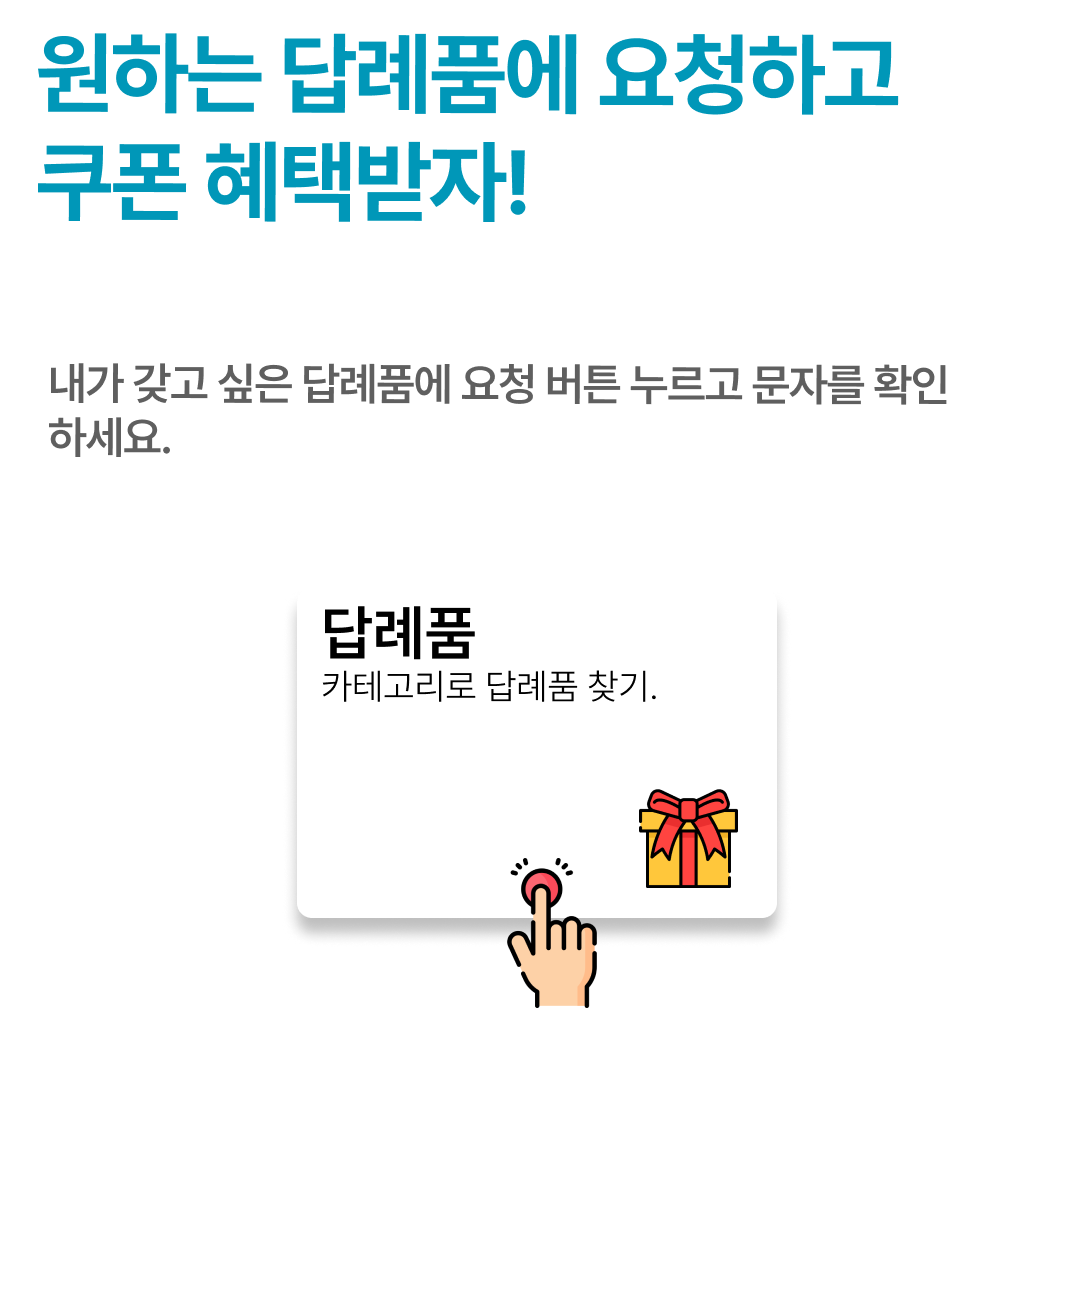 원하는 답례품에 요청하고
쿠폰 혜택받자!
내가 갖고 싶은 답례품에 요청 버튼 누르고 문자를 확인
하세요.
답례품
카테고리로 답례품 찾기.